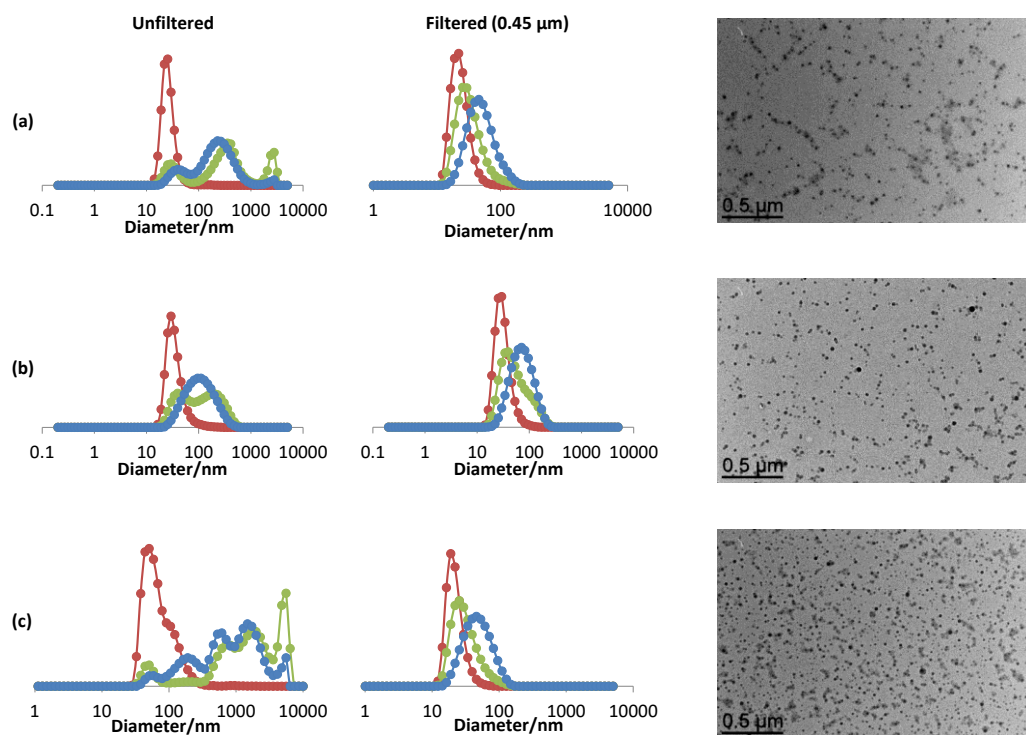 Unfiltered Filtered (0.45 µm)
(a)
0.1 1 10 100 1000 10000
Diameter/nm
1 100 10000
Diameter/nm
0.5 µm
(b)
0.1 1 10 100 1000 10000
Diameter/nm
0.1 1 10 100 1000 10000
Diameter/nm
0.5 µm
(c)
1 10 100 1000 10000
Diameter/nm
1 10 100 1000 10000
Diameter/nm
0.5 µm